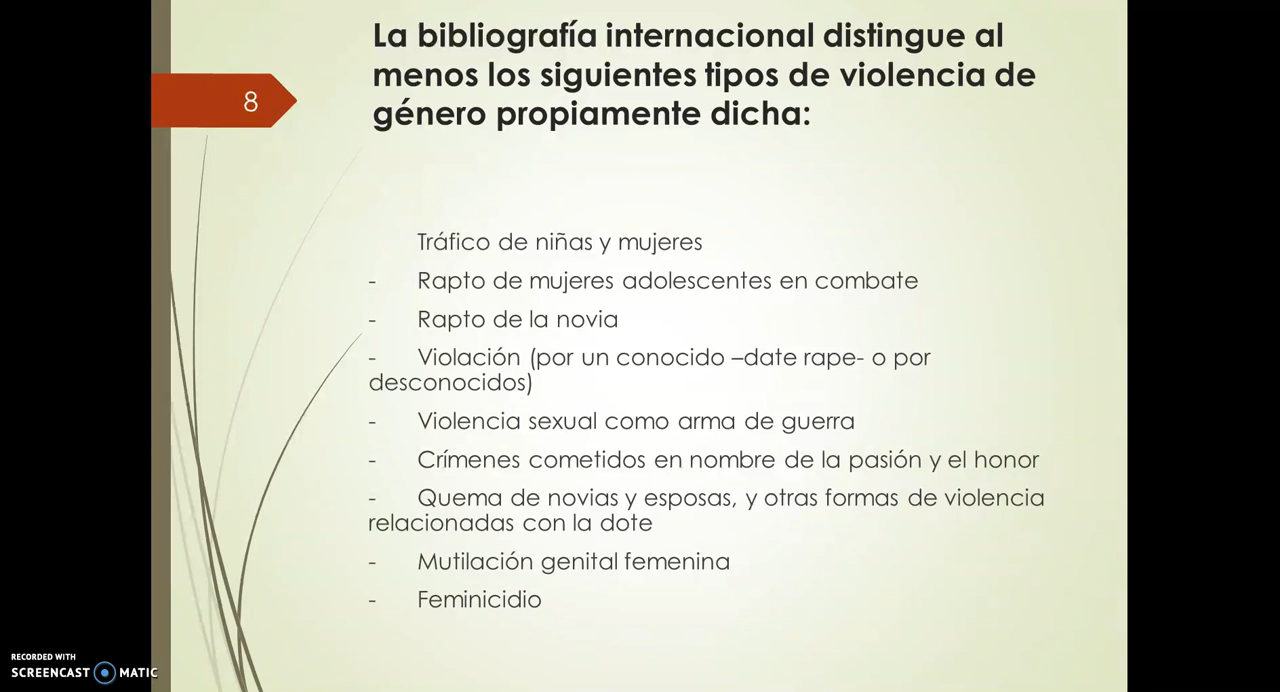 La bibliografía internacional distingue al
menos los siguientes tipos de violencia de
género propiamente dicha:
8
Tráfico de niñas y mujeres
- Rapto de mujeres adolescentes en combate
- Rapto de la novia
- Violación (por un conocido –date rape- o por
desconocidos)
- Violencia sexual como arma de guerra
- Crímenes cometidos en nombre de la pasión y el honor
- Quema de novias y esposas, y otras formas de violencia
relacionadas con la dote
- Mutilación genital femenina
- Feminicidio
RECORDED WITH
SCREENCAST MATIC